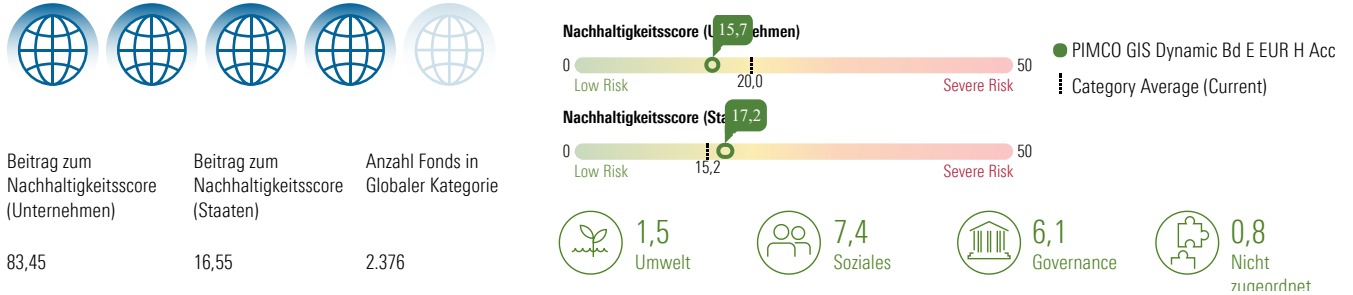 Beitrag zum
Nachhaltigkeitsscore
(Unternehmen)
83,45
Beitrag zum
Nachhaltigkeitsscore
(Staaten)
16,55
Anzahl Fonds in
Globaler Kategorie
2.376
Nachhaltigkeitsscore (U ehmen)
15,7
0
50
Low Risk
20,0
Severe Risk
Nachhaltigkeitsscore (Sta
17,2
0
50
Low Risk
15,2
Severe Risk
PIMCO GIS Dynamic Bd E EUR H Acc
Category Average (Current)
1,5
Umwelt
7,4
Soziales
6,1
Governance
0,8
Nicht
zugeordnet